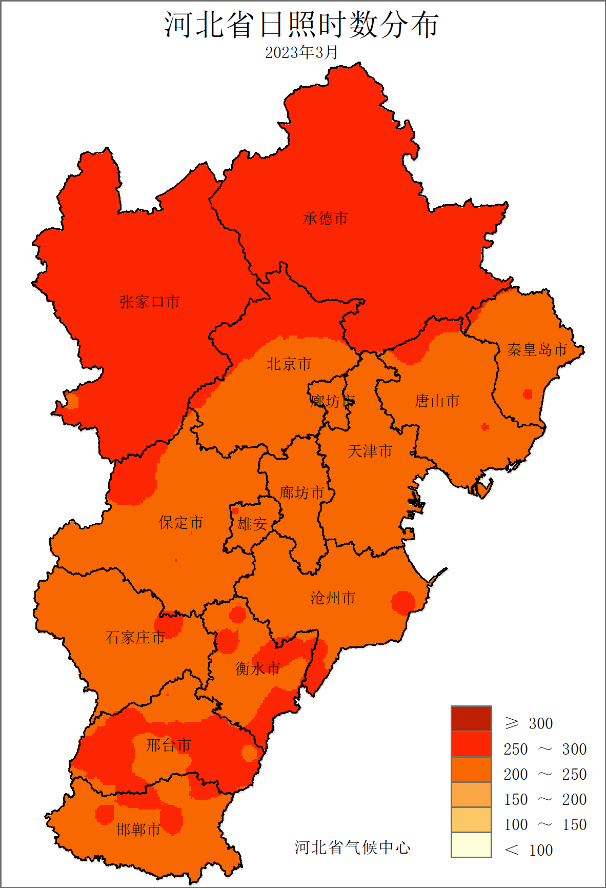 河北省日照时数分布
2023年3月
承德市
张家口市
秦皇岛市
北京市
廊坊市
唐山市
天津市
廊坊市
保定市
雄安
沧州市
石家庄市
衡水市
邢台市
邯郸市
≥ 300
250 ～ 300
200 ～ 250
150 ～ 200
100 ～ 150
＜ 100
河北省气候中心